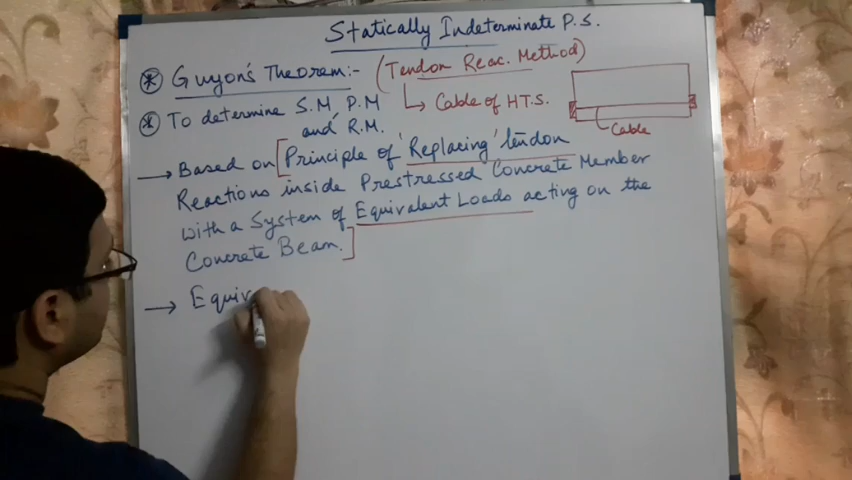 Statically Indeterminate P.S.
* Guyon's Theorem:- (Tendon Reac. Method)
* To determine S.M P.M
and R.M.
Cable of H.T.S.
Cable
Based on [Principle of 'Replacing' tendon
Reactions inside Prestressed Concrete Member
with a System of Equivalent Loads acting on the
Concrete Beam.]
Equiv